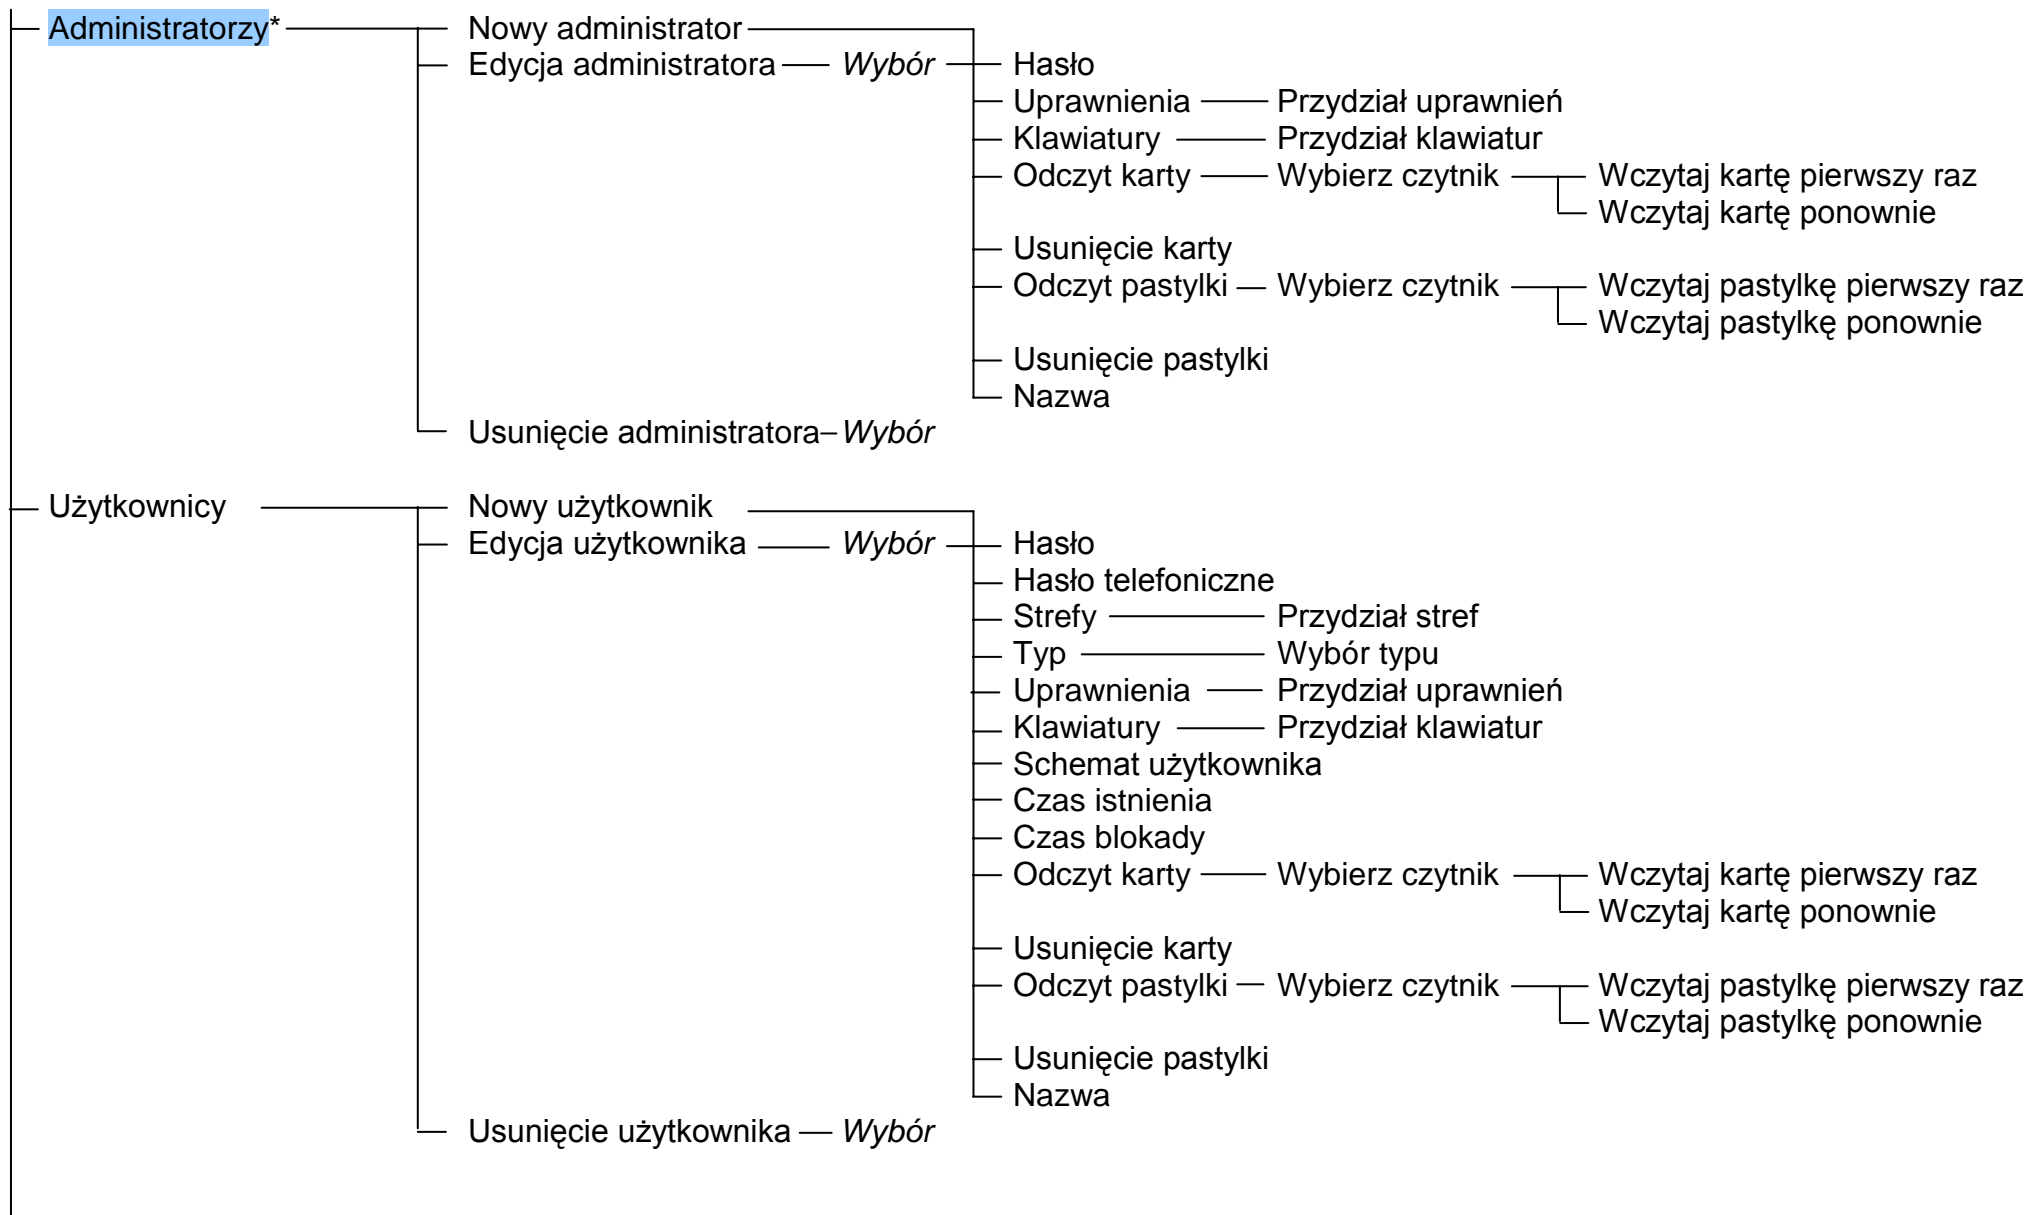 Administratorzy* Nowy administrator
Edycja administratora Wybór Hasło
Uprawnienia Przydział uprawnień
Klawiatury Przydział klawiatur
Odczyt karty Wybierz czytnik Wczytaj kartę pierwszy raz
Wczytaj kartę ponownie
Usunięcie karty
Odczyt pastylki Wybierz czytnik Wczytaj pastylkę pierwszy raz
Wczytaj pastylkę ponownie
Usunięcie pastylki
Nazwa
Usunięcie administratora Wybór
Użytkownicy Nowy użytkownik
Edycja użytkownika Wybór Hasło
Hasło telefoniczne
Strefy Przydział stref
Typ Wybór typu
Uprawnienia Przydział uprawnień
Klawiatury Przydział klawiatur
Schemat użytkownika
Czas istnienia
Czas blokady
Odczyt karty Wybierz czytnik Wczytaj kartę pierwszy raz
Wczytaj kartę ponownie
Usunięcie karty
Odczyt pastylki Wybierz czytnik Wczytaj pastylkę pierwszy raz
Wczytaj pastylkę ponownie
Usunięcie pastylki
Nazwa
Usunięcie użytkownika Wybór